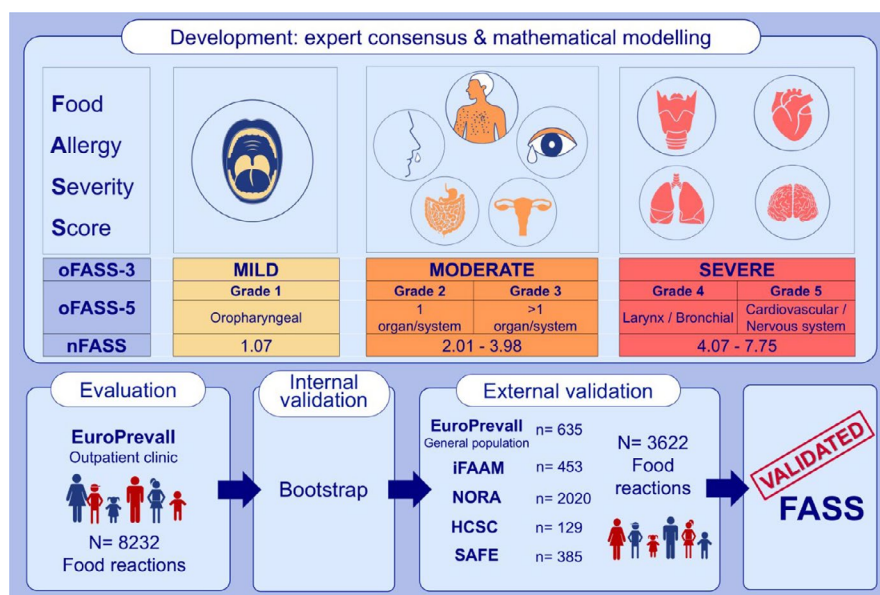 Development: expert consensus & mathematical modelling
Food
Allergy
Severity
Score
oFASS-3
MILD
MODERATE
SEVERE
oFASS-5
Grade 1
Grade 2
Grade 3
Grade 4
Grade 5
Oropharyngeal
1
organ/system
>1
organ/system
Larynx / Bronchial
Cardiovascular /
Nervous system
nFASS
1.07
2.01 - 3.98
4.07 - 7.75
Evaluation
EuroPrevall
Outpatient clinic
N= 8232
Food reactions
Internal
validation
Bootstrap
External validation
EuroPrevall n= 635
General population
iFAAM n= 453
NORA n= 2020
HCSC n= 129
SAFE n= 385
N= 3622
Food
reactions
VALIDATED
FASS